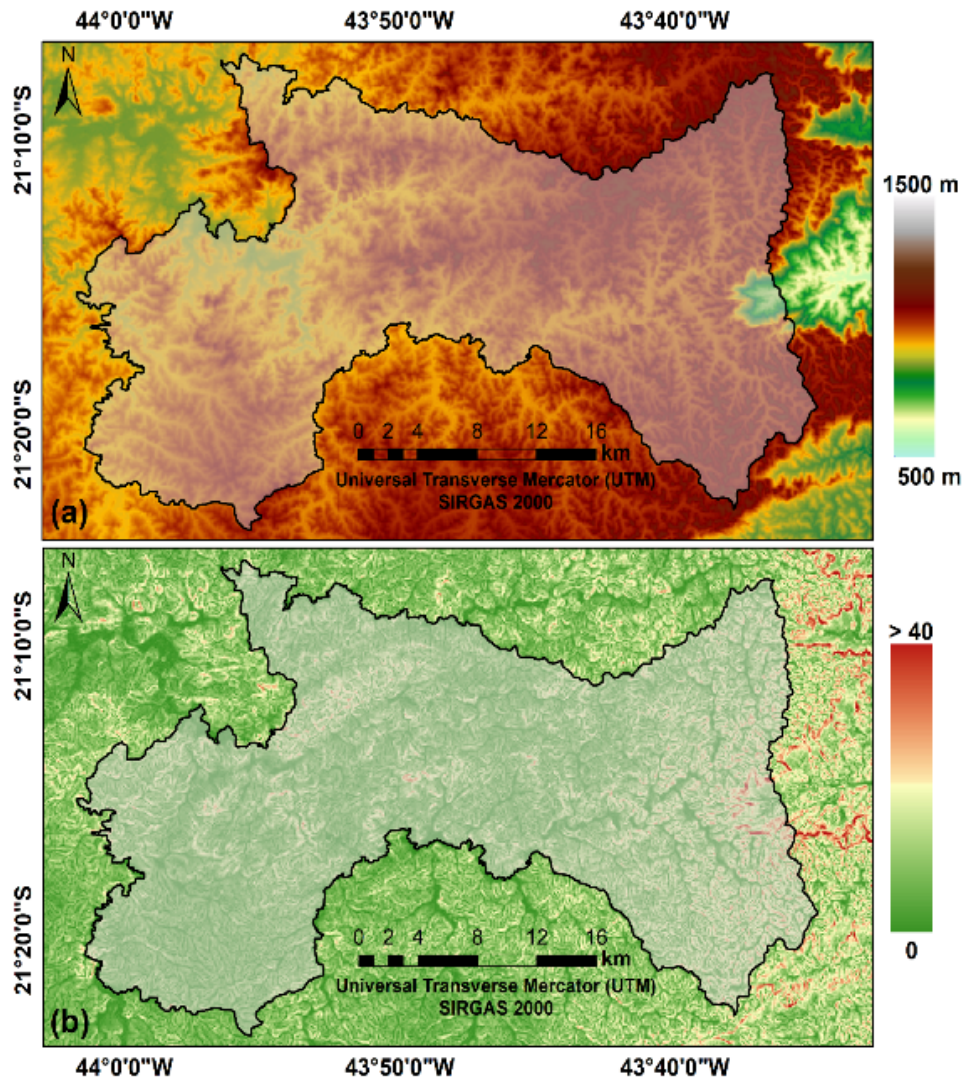 44°0'0"W 43°50'0"W 43°40'0"W
N
21°10'0"S
21°20'0"S
1500 m
500 m
0 2 4 8 12 16
km
Universal Transverse Mercator (UTM)
SIRGAS 2000
(a)
N
21°10'0"S
21°20'0"S
> 40
0
0 2 4 8 12 16
km
Universal Transverse Mercator (UTM)
SIRGAS 2000
(b)
44°0'0"W 43°50'0"W 43°40'0"W